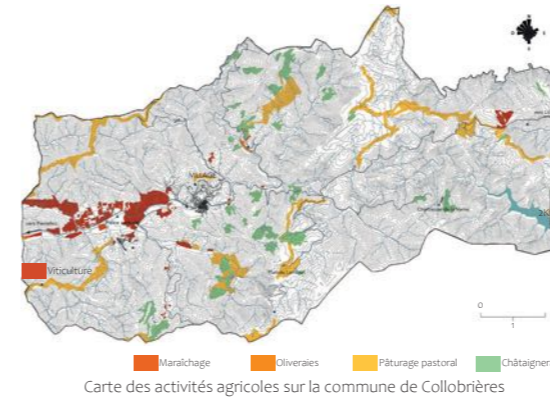 N
Viticulture
0
1
Maraîchage
Oliveraies
Pâturage pastoral
Châtaigner
Carte des activités agricoles sur la commune de Collobrières